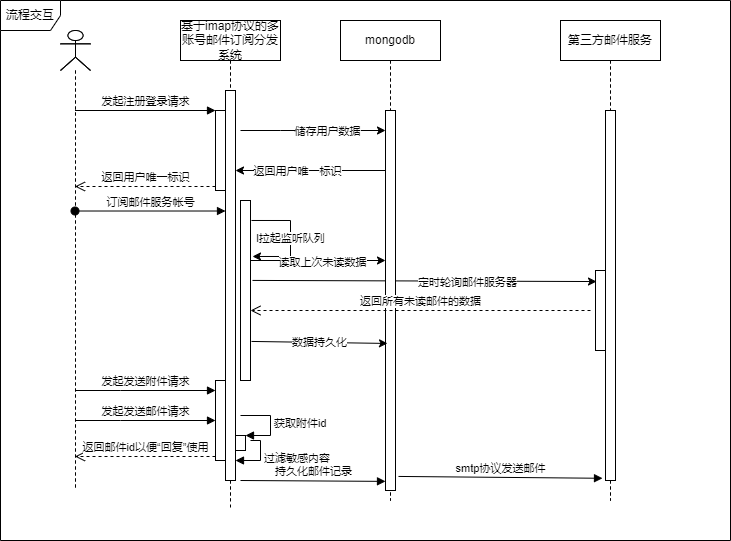 流程交互
基于imap协议的多
账号邮件订阅分发
系统
mongodb
第三方邮件服务
发起注册登录请求
储存用户数据
返回用户唯一标识
返回用户唯一标识
订阅邮件服务帐号
l拉起监听队列
读取上次未读数据
定时轮询邮件服务器
返回所有未读邮件的数据
数据持久化
发起发送附件请求
发起发送邮件请求
获取附件id
返回邮件id以便“回复”使用
过滤敏感内容
持久化邮件记录
smtp协议发送邮件